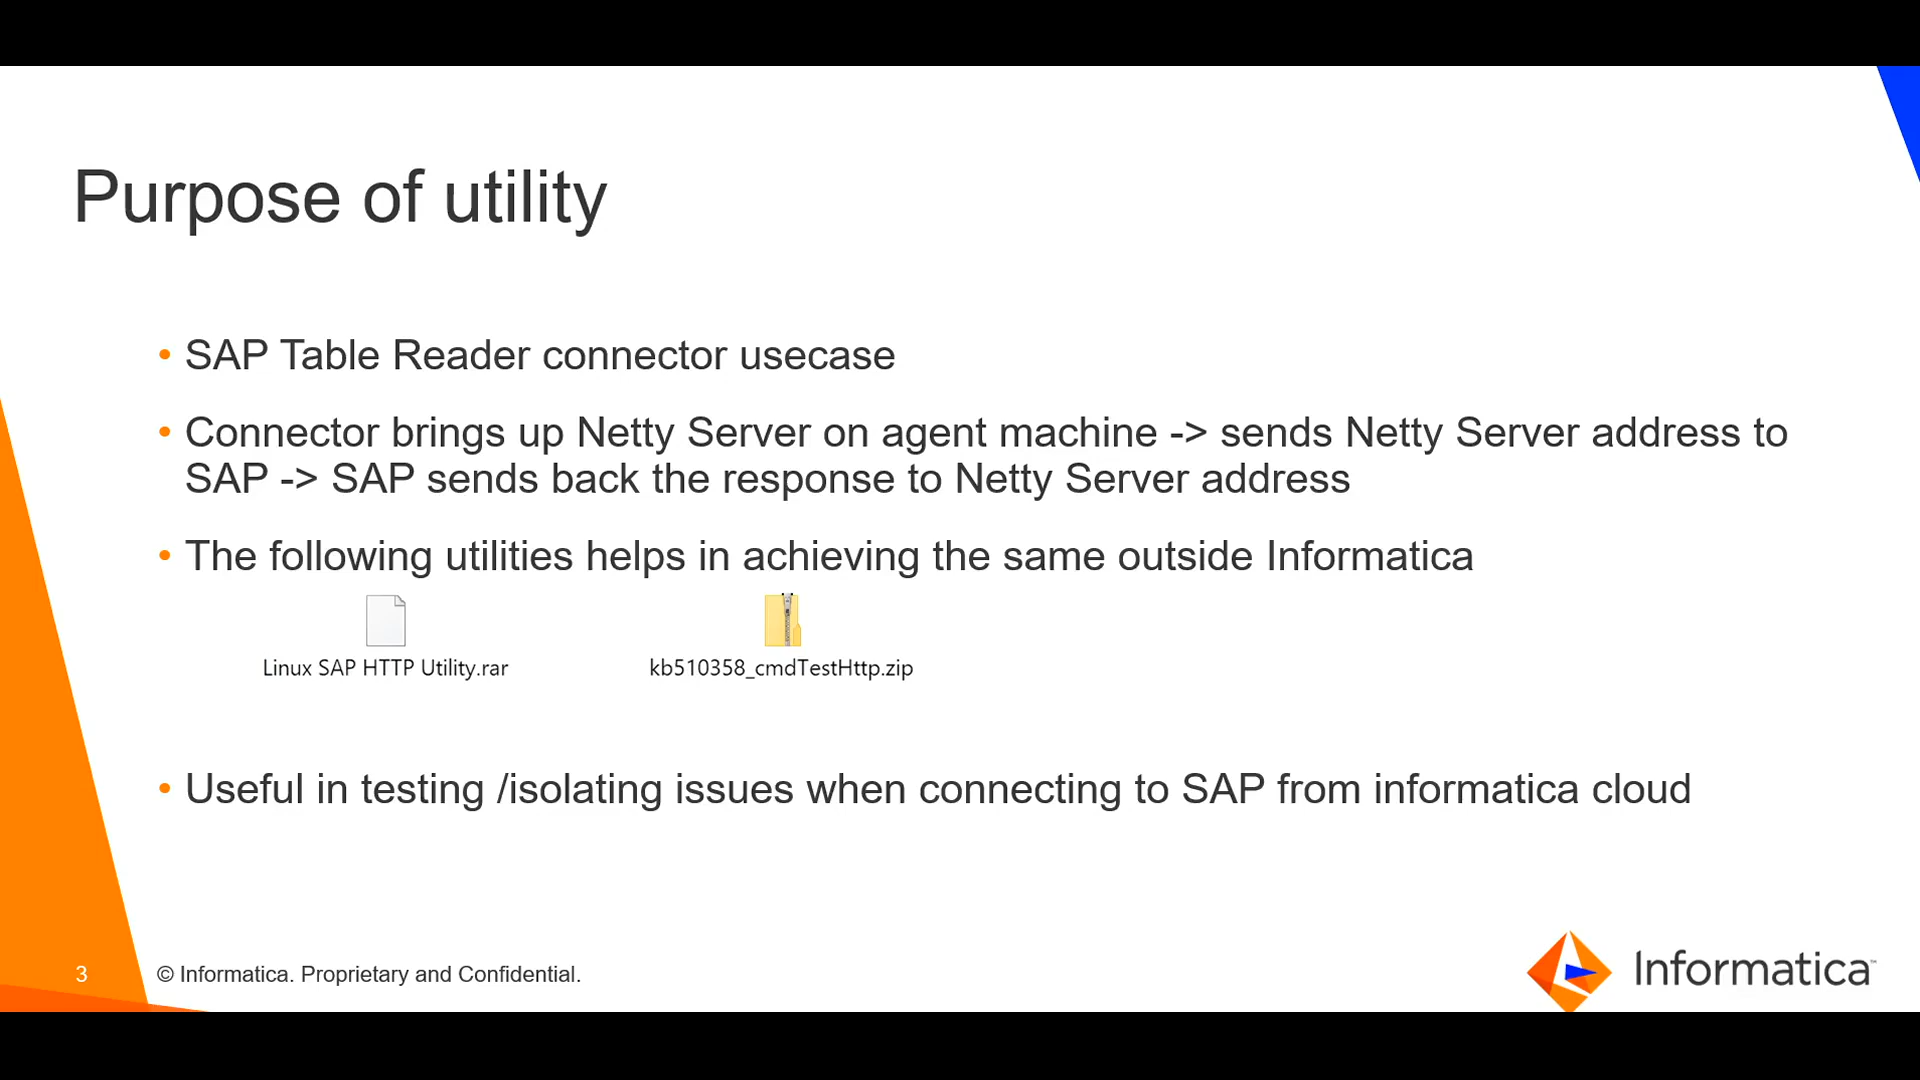 Purpose of utility
• SAP Table Reader connector usecase
• Connector brings up Netty Server on agent machine -> sends Netty Server address to
SAP -> SAP sends back the response to Netty Server address
• The following utilities helps in achieving the same outside Informatica
Linux SAP HTTP Utility.rar
kb510358_cmdTestHttp.zip
• Useful in testing /isolating issues when connecting to SAP from informatica cloud
3
© Informatica. Proprietary and Confidential.
Informatica™